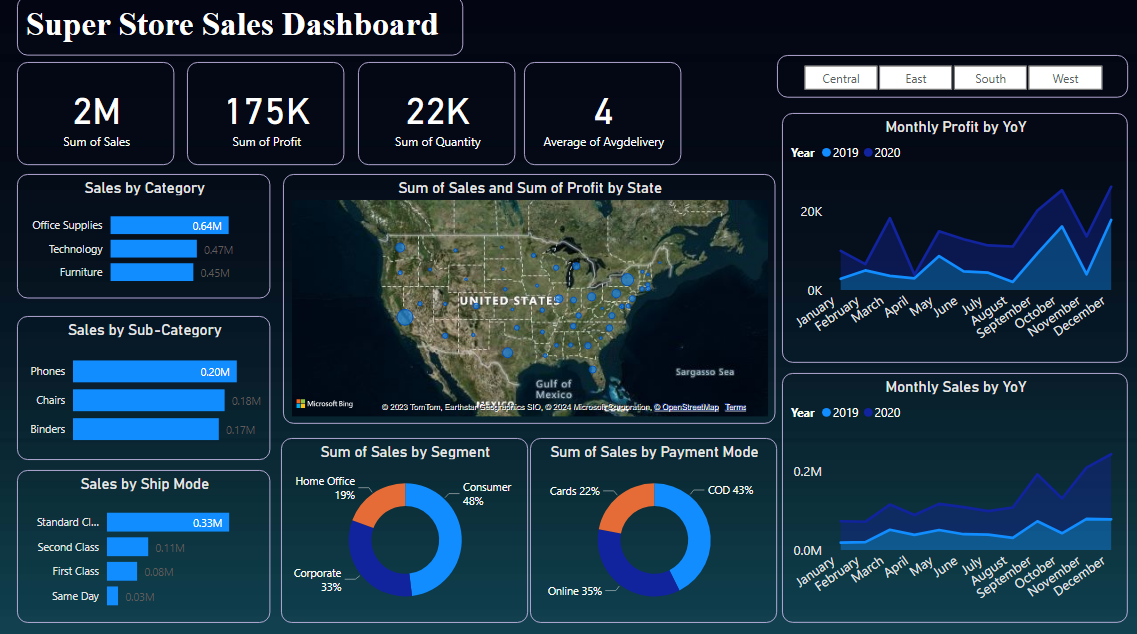 Super Store Sales Dashboard
2M
Sum of Sales
175K
Sum of Profit
22K
Sum of Quantity
4
Average of Avgdelivery
Central
East
South
West
Sales by Category
Office Supplies 0.64M
Technology 0.47M
Furniture 0.45M
Sales by Sub-Category
Phones 0.20M
Chairs 0.18M
Binders 0.17M
Sales by Ship Mode
Standard Cl... 0.33M
Second Class 0.11M
First Class 0.08M
Same Day 0.03M
Sum of Sales and Sum of Profit by State
UNITED STATES
Sargasso Sea
Gulf of
Mexico
MEXICO
Microsoft Bing
© 2023 TomTom, Earthstar Geographics SIO, © 2024 Microsoft Corporation, © OpenStreetMap Terms
Sum of Sales by Segment
Home Office
19%
Consumer
48%
Corporate
33%
Sum of Sales by Payment Mode
Cards 22%
COD 43%
Online 35%
Monthly Profit by YoY
Year 2019 2020
20K
0K
January
February
March
April
May
June
July
August
September
October
November
December
Monthly Sales by YoY
Year 2019 2020
0.2M
0.0M
January
February
March
April
May
June
July
August
September
October
November
December